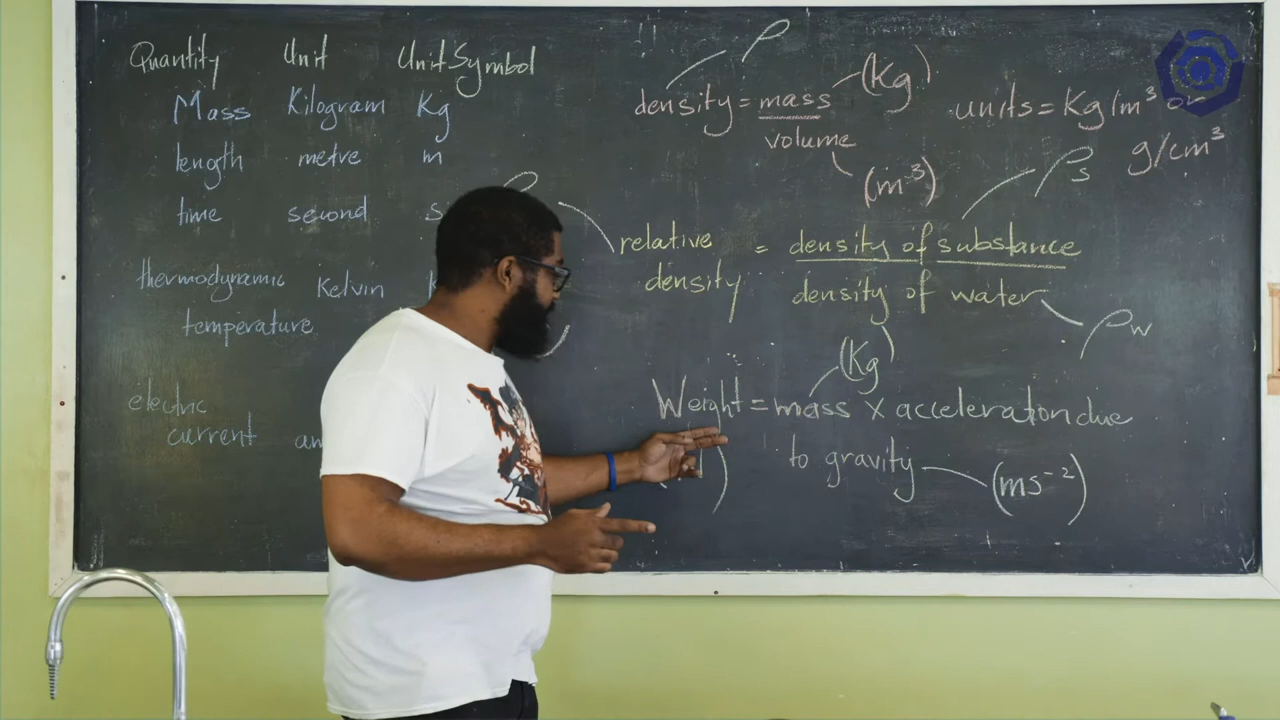 Quantity Unit Unit Symbol
Mass Kilogram Kg
length metre m
time second s
thermodynamic Kelvin
temperature
electric
current
ρ
density = mass (Kg)
volume
(m⁻³)
units = Kg/m³ or
g/cm³
ρs
relative = density of substance
density density of water
ρw
(Kg)
Weight = mass x acceleration due
to gravity (ms⁻²)